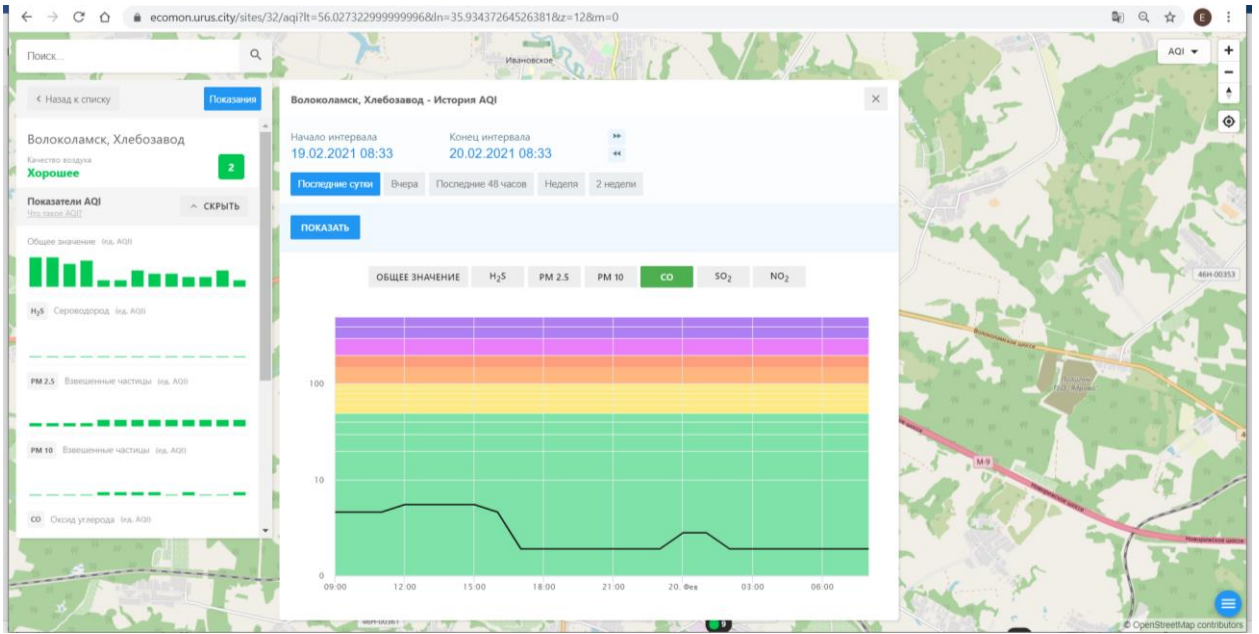 ecomon.urus.city/sites/32/aqi?lt=56.027322999999996&ln=35.93437264526381&z=12&m=0
E
Поиск...
Ивановское
AQI
+
−
Назад к списку
Показания
Волоколамск, Хлебозавод
Качество воздуха
Хорошее
2
Показатели AQI
Что такое AQI?
СКРЫТЬ
Общее значение (ед. AQI)
H₂S Сероводород (ед. AQI)
PM 2.5 Взвешенные частицы (ед. AQI)
PM 10 Взвешенные частицы (ед. AQI)
CO Оксид углерода (ед. AQI)
Волоколамск, Хлебозавод - История AQI
Начало интервала Конец интервала
19.02.2021 08:33 20.02.2021 08:33
Последние сутки Вчера Последние 48 часов Неделя 2 недели
ПОКАЗАТЬ
ОБЩЕЕ ЗНАЧЕНИЕ H₂S PM 2.5 PM 10 CO SO₂ NO₂
100
10
0
09:00 12:00 15:00 18:00 21:00 20. Фев 03:00 06:00
46Н-00353
Волоколамское шоссе
М-9
Новорижское шоссе
Новорижское шоссе
9
© OpenStreetMap contributors